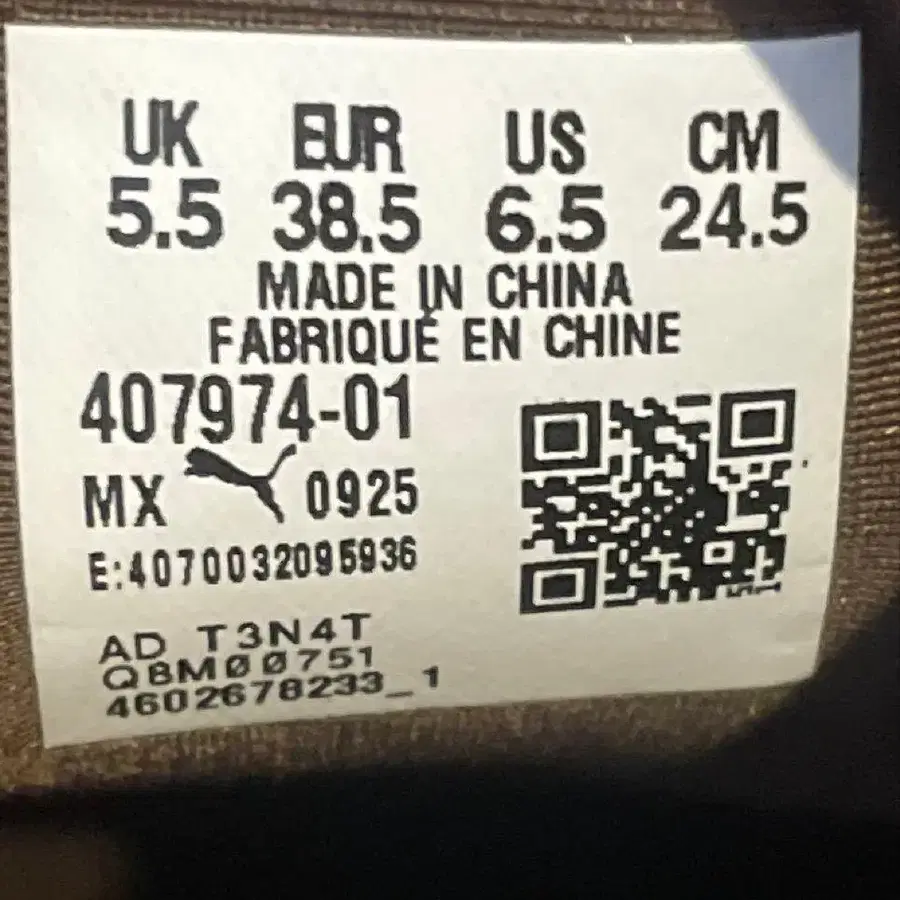 UK EUR US CM
5.5 38.5 6.5 24.5
MADE IN CHINA
FABRIQUÉ EN CHINE
407974-01
MX 0925
E:4070032095936
AD T3N4T
Q8M00751
4602678233_1